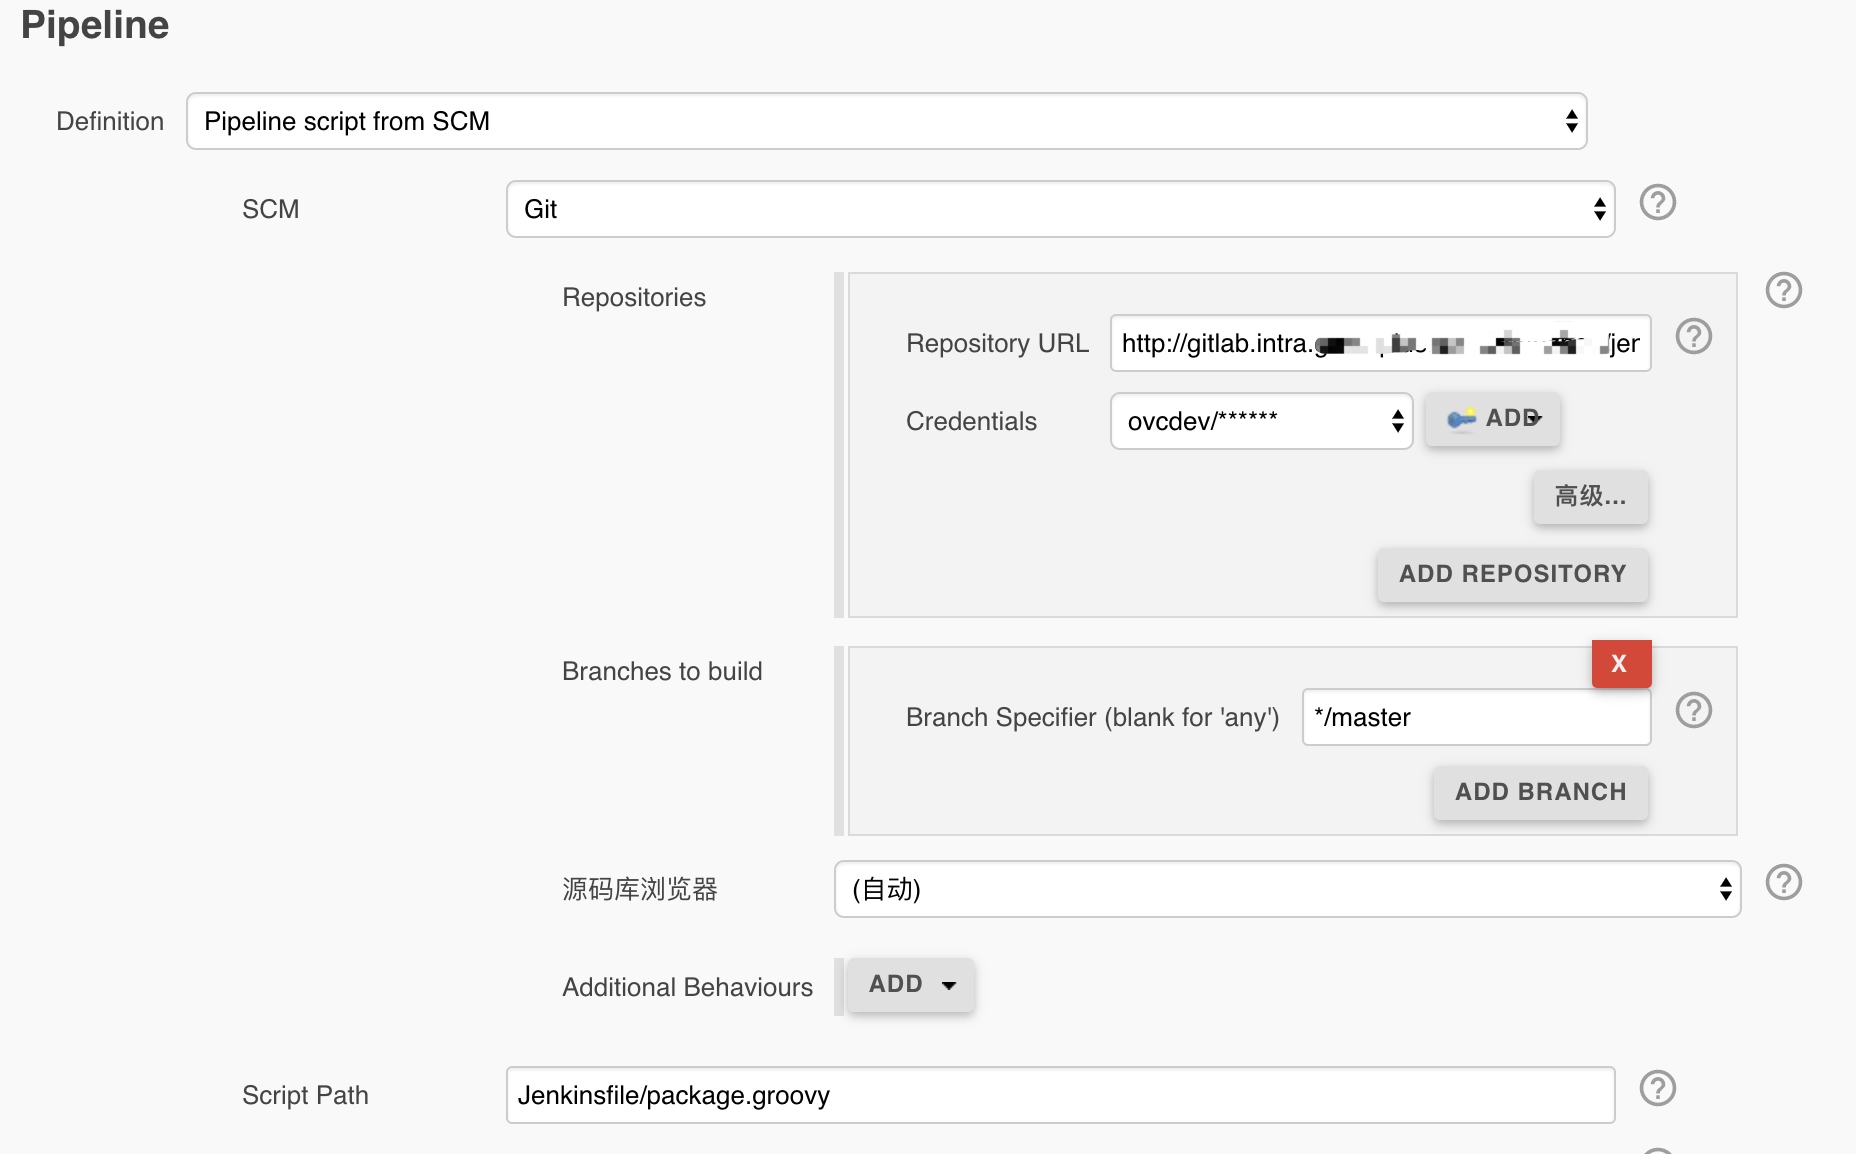 Pipeline
Definition Pipeline script from SCM
SCM Git
Repositories
Repository URL http://gitlab.intra. /jer
Credentials ovcdev/****** ADD
高级...
ADD REPOSITORY
Branches to build
X
Branch Specifier (blank for 'any') */master
ADD BRANCH
源码库浏览器 (自动)
Additional Behaviours ADD
Script Path Jenkinsfile/package.groovy